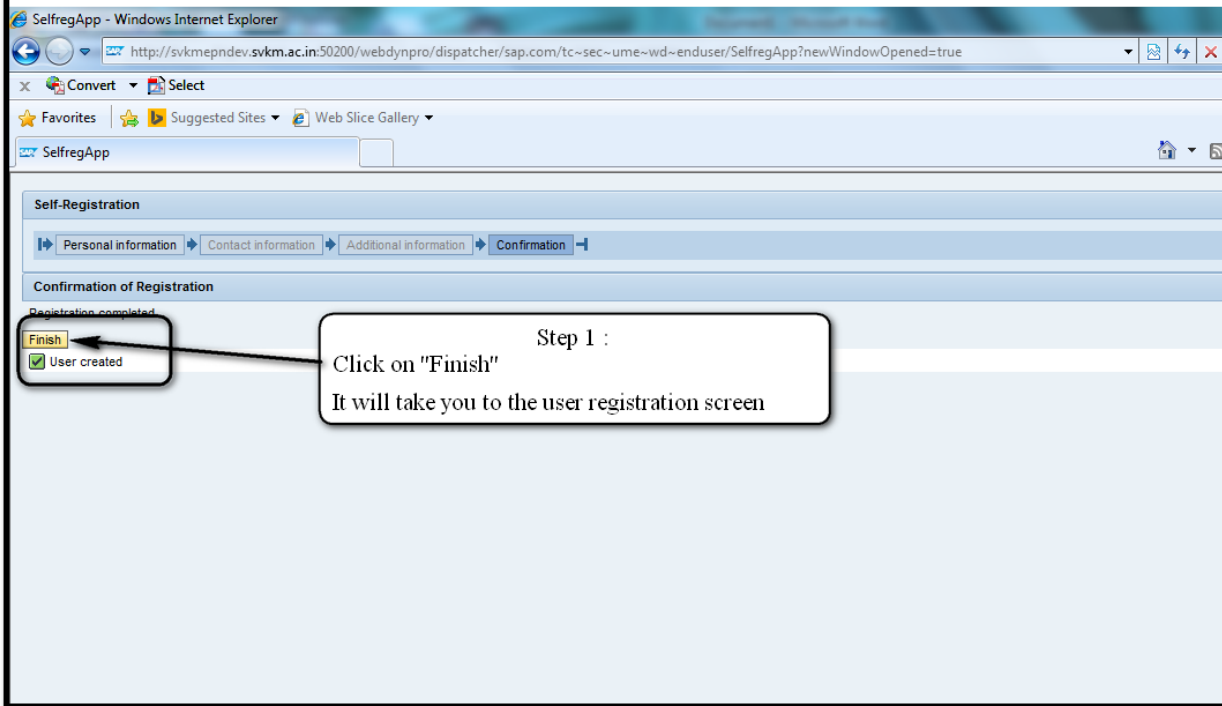 SelfregApp - Windows Internet Explorer
http://svkmepndev.svkm.ac.in:50200/webdynpro/dispatcher/sap.com/tc~sec~ume~wd~enduser/SelfregApp?newWindowOpened=true
x Convert Select
Favorites Suggested Sites Web Slice Gallery
SelfregApp
Self-Registration
Personal information Contact information Additional information Confirmation
Confirmation of Registration
Registration completed
Finish
User created
Step 1 :
Click on "Finish"
It will take you to the user registration screen